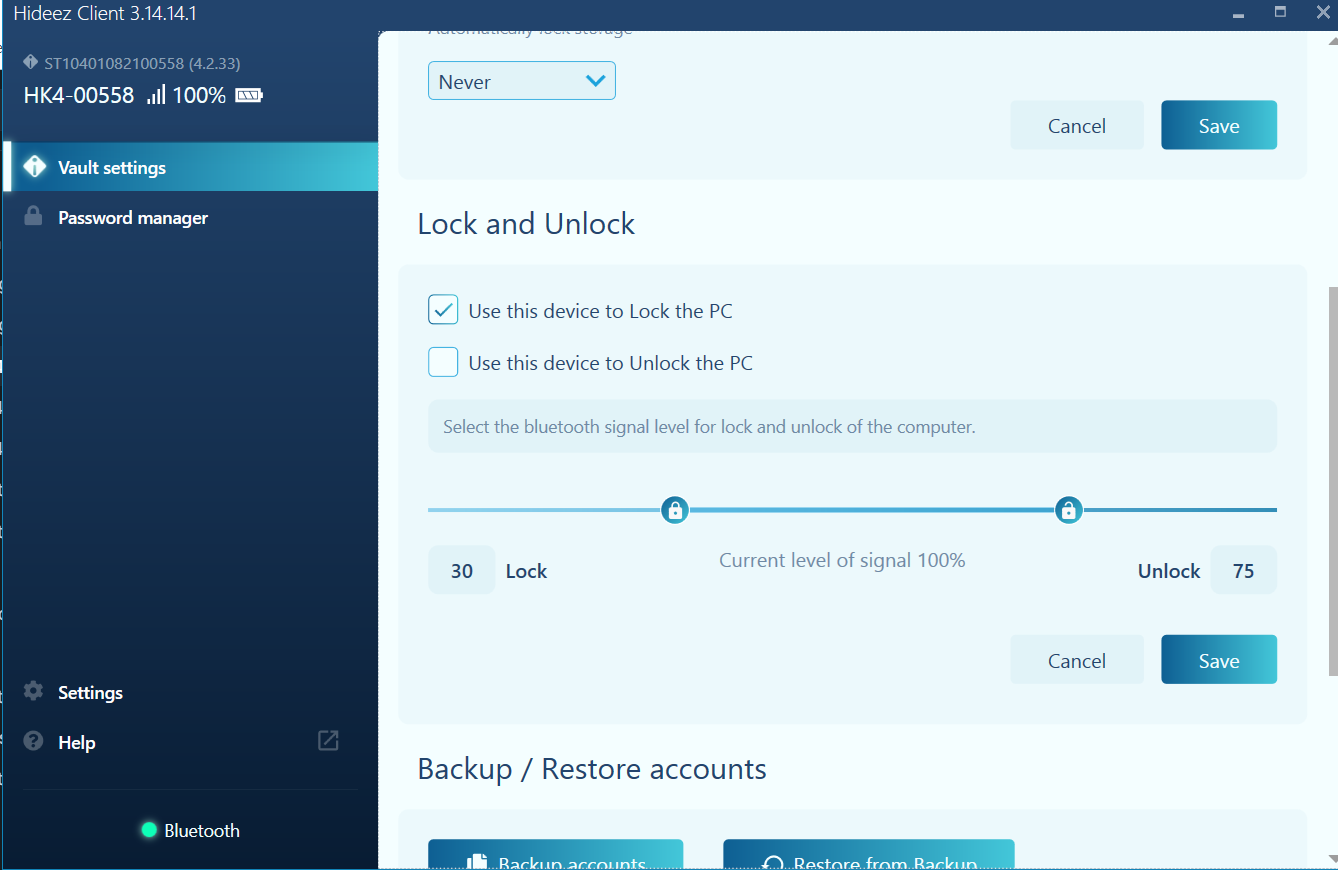 Hideez Client 3.14.14.1
ST10401082100558 (4.2.33)
HK4-00558 100%
Vault settings
Password manager
Settings
Help
Bluetooth
Automatically lock storage
Never
Cancel
Save
Lock and Unlock
Use this device to Lock the PC
Use this device to Unlock the PC
Select the bluetooth signal level for lock and unlock of the computer.
30 Lock
Current level of signal 100%
Unlock 75
Cancel
Save
Backup / Restore accounts
Backup accounts
Restore from Backup